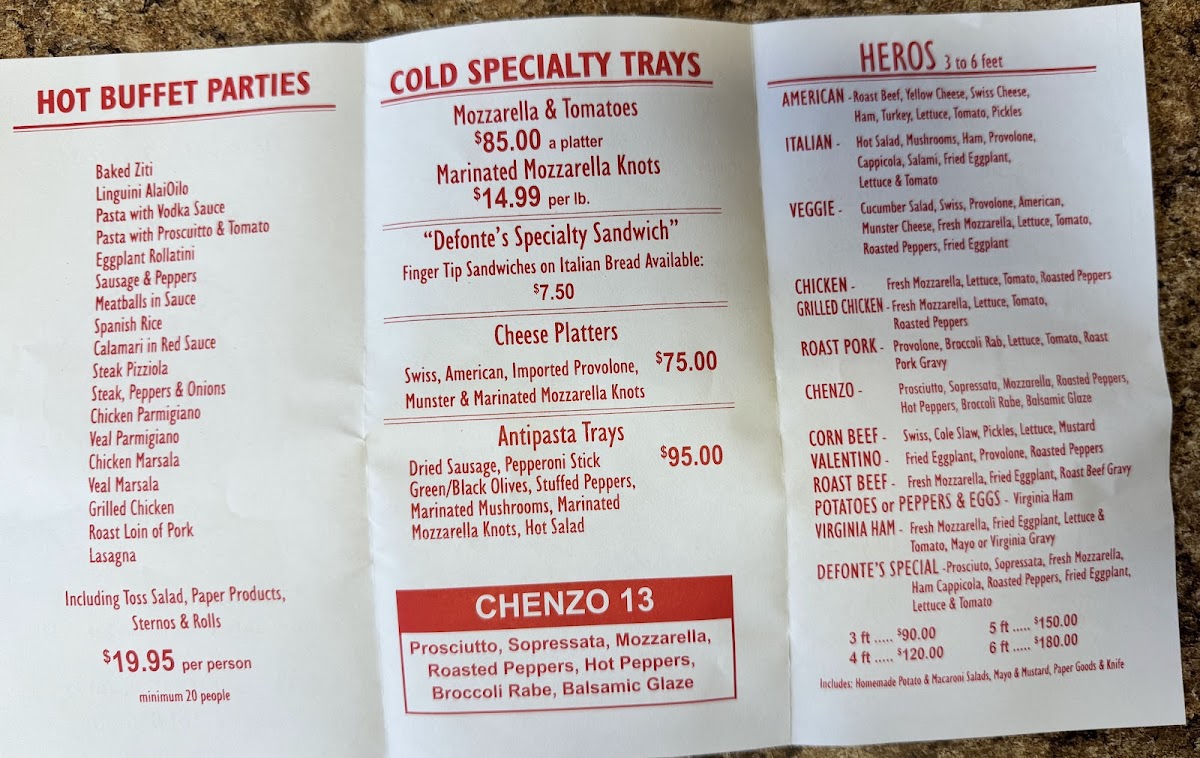 HOT BUFFET PARTIES
Baked Ziti
Linguini AlaiOilo
Pasta with Vodka Sauce
Pasta with Proscuitto & Tomato
Eggplant Rollatini
Sausage & Peppers
Meatballs in Sauce
Spanish Rice
Calamari in Red Sauce
Steak Pizziola
Steak, Peppers & Onions
Chicken Parmigiano
Veal Parmigiano
Chicken Marsala
Veal Marsala
Grilled Chicken
Roast Loin of Pork
Lasagna
Including Toss Salad, Paper Products,
Sternos & Rolls
$19.95 per person
minimum 20 people
COLD SPECIALTY TRAYS
Mozzarella & Tomatoes
$85.00 a platter
Marinated Mozzarella Knots
$14.99 per lb.
"Defonte's Specialty Sandwich"
Finger Tip Sandwiches on Italian Bread Available:
$7.50
Cheese Platters
Swiss, American, Imported Provolone, $75.00
Munster & Marinated Mozzarella Knots
Antipasta Trays
Dried Sausage, Pepperoni Stick $95.00
Green/Black Olives, Stuffed Peppers,
Marinated Mushrooms, Marinated
Mozzarella Knots, Hot Salad
CHENZO 13
Prosciutto, Sopressata, Mozzarella,
Roasted Peppers, Hot Peppers,
Broccoli Rabe, Balsamic Glaze
HEROS 3 to 6 feet
AMERICAN - Roast Beef, Yellow Cheese, Swiss Cheese,
Ham, Turkey, Lettuce, Tomato, Pickles
ITALIAN - Hot Salad, Mushrooms, Ham, Provolone,
Cappicola, Salami, Fried Eggplant,
Lettuce & Tomato
VEGGIE - Cucumber Salad, Swiss, Provolone, American,
Munster Cheese, Fresh Mozzarella, Lettuce, Tomato,
Roasted Peppers, Fried Eggplant
CHICKEN - Fresh Mozzarella, Lettuce, Tomato, Roasted Peppers
GRILLED CHICKEN - Fresh Mozzarella, Lettuce, Tomato,
Roasted Peppers
ROAST PORK - Provolone, Broccoli Rab, Lettuce, Tomato, Roast
Pork Gravy
CHENZO - Prosciutto, Sopressata, Mozzarella, Roasted Peppers,
Hot Peppers, Broccoli Rabe, Balsamic Glaze
CORN BEEF - Swiss, Cole Slaw, Pickles, Lettuce, Mustard
VALENTINO - Fried Eggplant, Provolone, Roasted Peppers
ROAST BEEF - Fresh Mozzarella, Fried Eggplant, Roast Beef Gravy
POTATOES or PEPPERS & EGGS - Virginia Ham
VIRGINIA HAM - Fresh Mozzarella, Fried Eggplant, Lettuce &
Tomato, Mayo or Virginia Gravy
DEFONTE'S SPECIAL - Prosciuto, Sopressata, Fresh Mozzarella,
Ham Cappicola, Roasted Peppers, Fried Eggplant,
Lettuce & Tomato
3 ft ..... $90.00 5 ft ..... $150.00
4 ft ..... $120.00 6 ft ..... $180.00
Includes: Homemade Potato & Macaroni Salads, Mayo & Mustard, Paper Goods & Knife